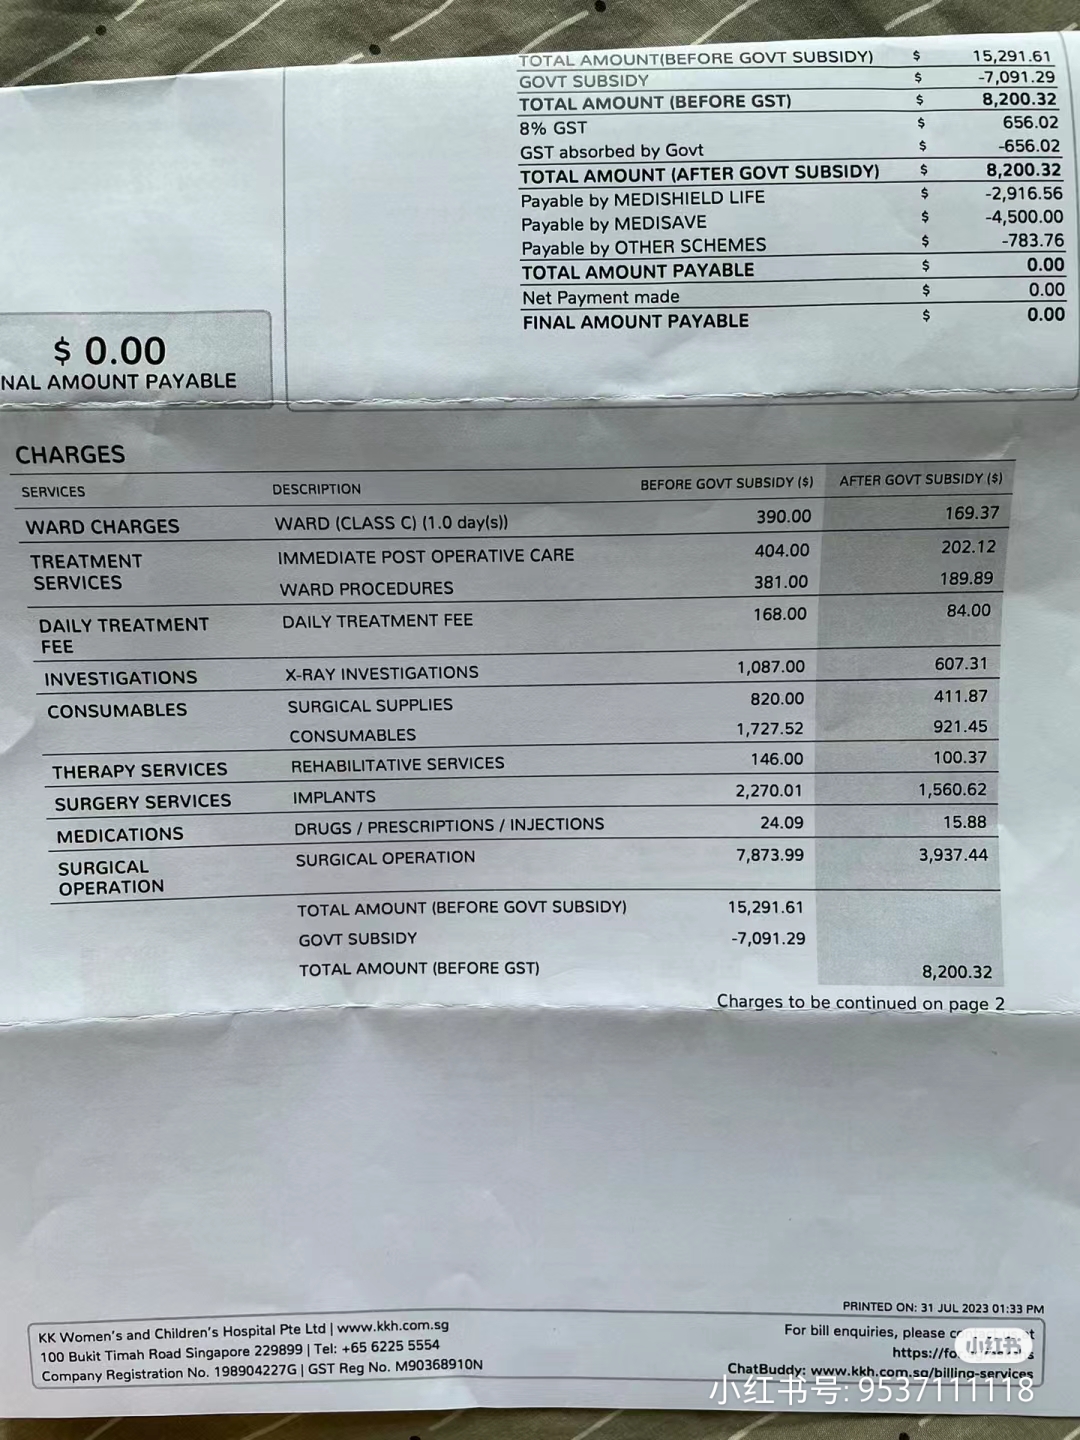 TOTAL AMOUNT(BEFORE GOVT SUBSIDY) $ 15,291.61
GOVT SUBSIDY $ -7,091.29
TOTAL AMOUNT (BEFORE GST) $ 8,200.32
8% GST $ 656.02
GST absorbed by Govt $ -656.02
TOTAL AMOUNT (AFTER GOVT SUBSIDY) $ 8,200.32
Payable by MEDISHIELD LIFE $ -2,916.56
Payable by MEDISAVE $ -4,500.00
Payable by OTHER SCHEMES $ -783.76
TOTAL AMOUNT PAYABLE $ 0.00
Net Payment made $ 0.00
FINAL AMOUNT PAYABLE $ 0.00
$ 0.00
NAL AMOUNT PAYABLE
CHARGES
SERVICES DESCRIPTION BEFORE GOVT SUBSIDY ($) AFTER GOVT SUBSIDY ($)
WARD CHARGES WARD (CLASS C) (1.0 day(s)) 390.00 169.37
TREATMENT IMMEDIATE POST OPERATIVE CARE 404.00 202.12
SERVICES WARD PROCEDURES 381.00 189.89
DAILY TREATMENT DAILY TREATMENT FEE 168.00 84.00
FEE
INVESTIGATIONS X-RAY INVESTIGATIONS 1,087.00 607.31
CONSUMABLES SURGICAL SUPPLIES 820.00 411.87
CONSUMABLES 1,727.52 921.45
THERAPY SERVICES REHABILITATIVE SERVICES 146.00 100.37
SURGERY SERVICES IMPLANTS 2,270.01 1,560.62
MEDICATIONS DRUGS / PRESCRIPTIONS / INJECTIONS 24.09 15.88
SURGICAL SURGICAL OPERATION 7,873.99 3,937.44
OPERATION
TOTAL AMOUNT (BEFORE GOVT SUBSIDY) 15,291.61
GOVT SUBSIDY -7,091.29
TOTAL AMOUNT (BEFORE GST) 8,200.32
Charges to be continued on page 2
PRINTED ON: 31 JUL 2023 01:33 PM
KK Women's and Children's Hospital Pte Ltd | www.kkh.com.sg
100 Bukit Timah Road Singapore 229899 | Tel: +65 6225 5554
Company Registration No. 198904227G | GST Reg No. M90368910N
For bill enquiries, please
https://fo
ChatBuddy: www.kkh.com.sg/billing-services
小红书
小红书号: 9537111118